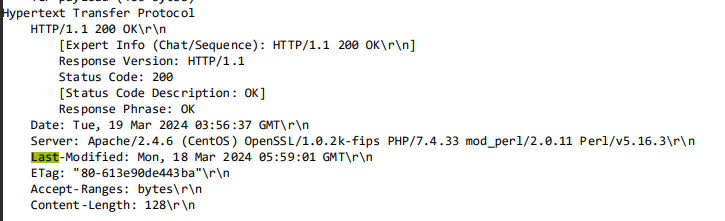 Hypertext Transfer Protocol
HTTP/1.1 200 OK\r\n
[Expert Info (Chat/Sequence): HTTP/1.1 200 OK\r\n]
Response Version: HTTP/1.1
Status Code: 200
[Status Code Description: OK]
Response Phrase: OK
Date: Tue, 19 Mar 2024 03:56:37 GMT\r\n
Server: Apache/2.4.6 (CentOS) OpenSSL/1.0.2k-fips PHP/7.4.33 mod_perl/2.0.11 Perl/v5.16.3\r\n
Last-Modified: Mon, 18 Mar 2024 05:59:01 GMT\r\n
ETag: "80-613e90de443ba"\r\n
Accept-Ranges: bytes\r\n
Content-Length: 128\r\n